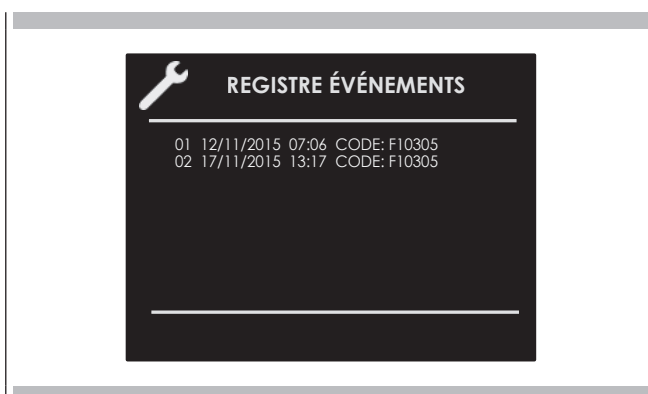 REGISTRE ÉVÉNEMENTS
01 12/11/2015 07:06 CODE: F10305
02 17/11/2015 13:17 CODE: F10305